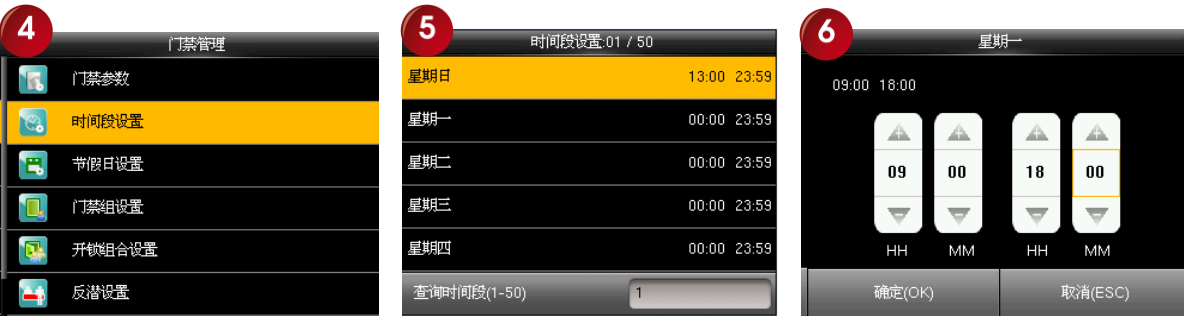 4
门禁管理
门禁参数
时间段设置
节假日设置
门禁组设置
开锁组合设置
反潜设置
5
时间段设置:01 / 50
星期日 13:00 23:59
星期一 00:00 23:59
星期二 00:00 23:59
星期三 00:00 23:59
星期四 00:00 23:59
查询时间段(1-50) 1
6
星期一
09:00 18:00
09 00 18 00
HH MM HH MM
确定(OK) 取消(ESC)